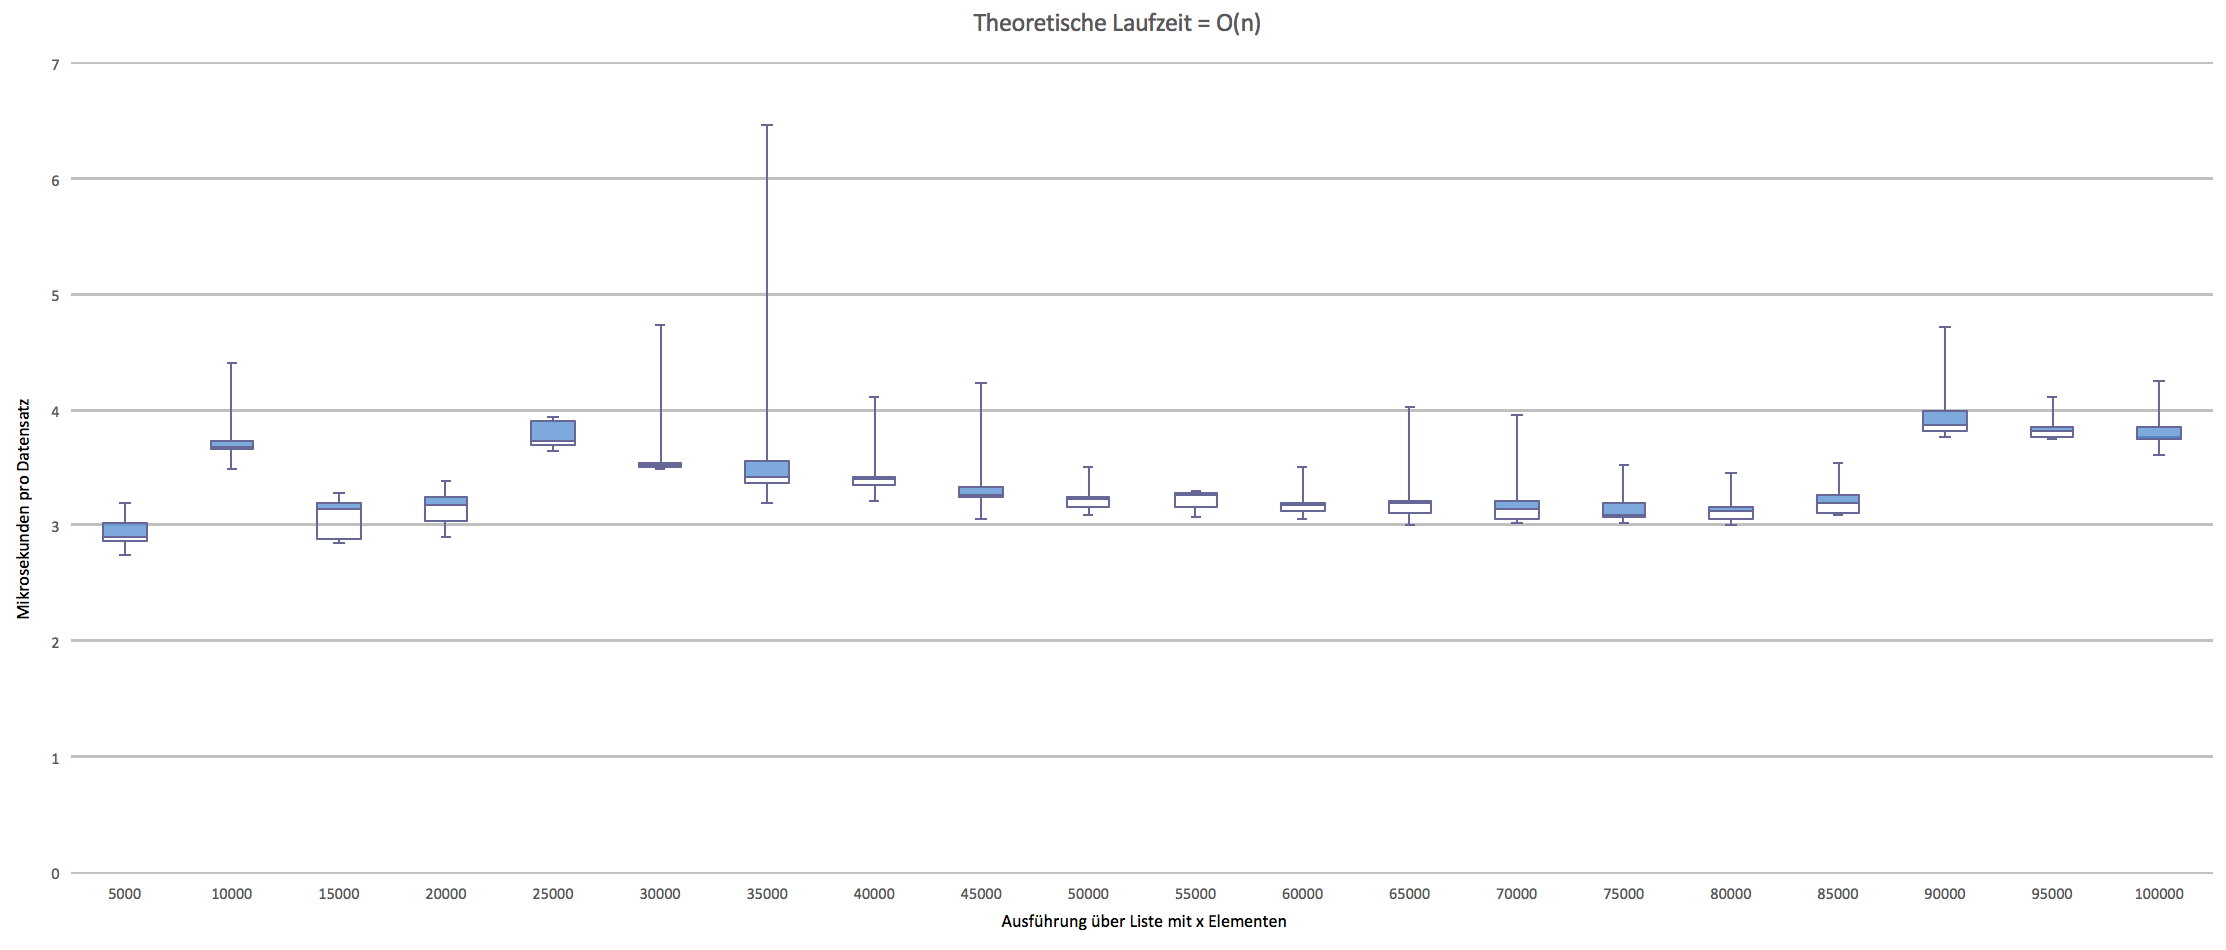 Theoretische Laufzeit = O(n)
7
6
5
4
3
2
1
0
Mikrosekunden pro Datensatz
5000 10000 15000 20000 25000 30000 35000 40000 45000 50000 55000 60000 65000 70000 75000 80000 85000 90000 95000 100000
Ausführung über Liste mit x Elementen